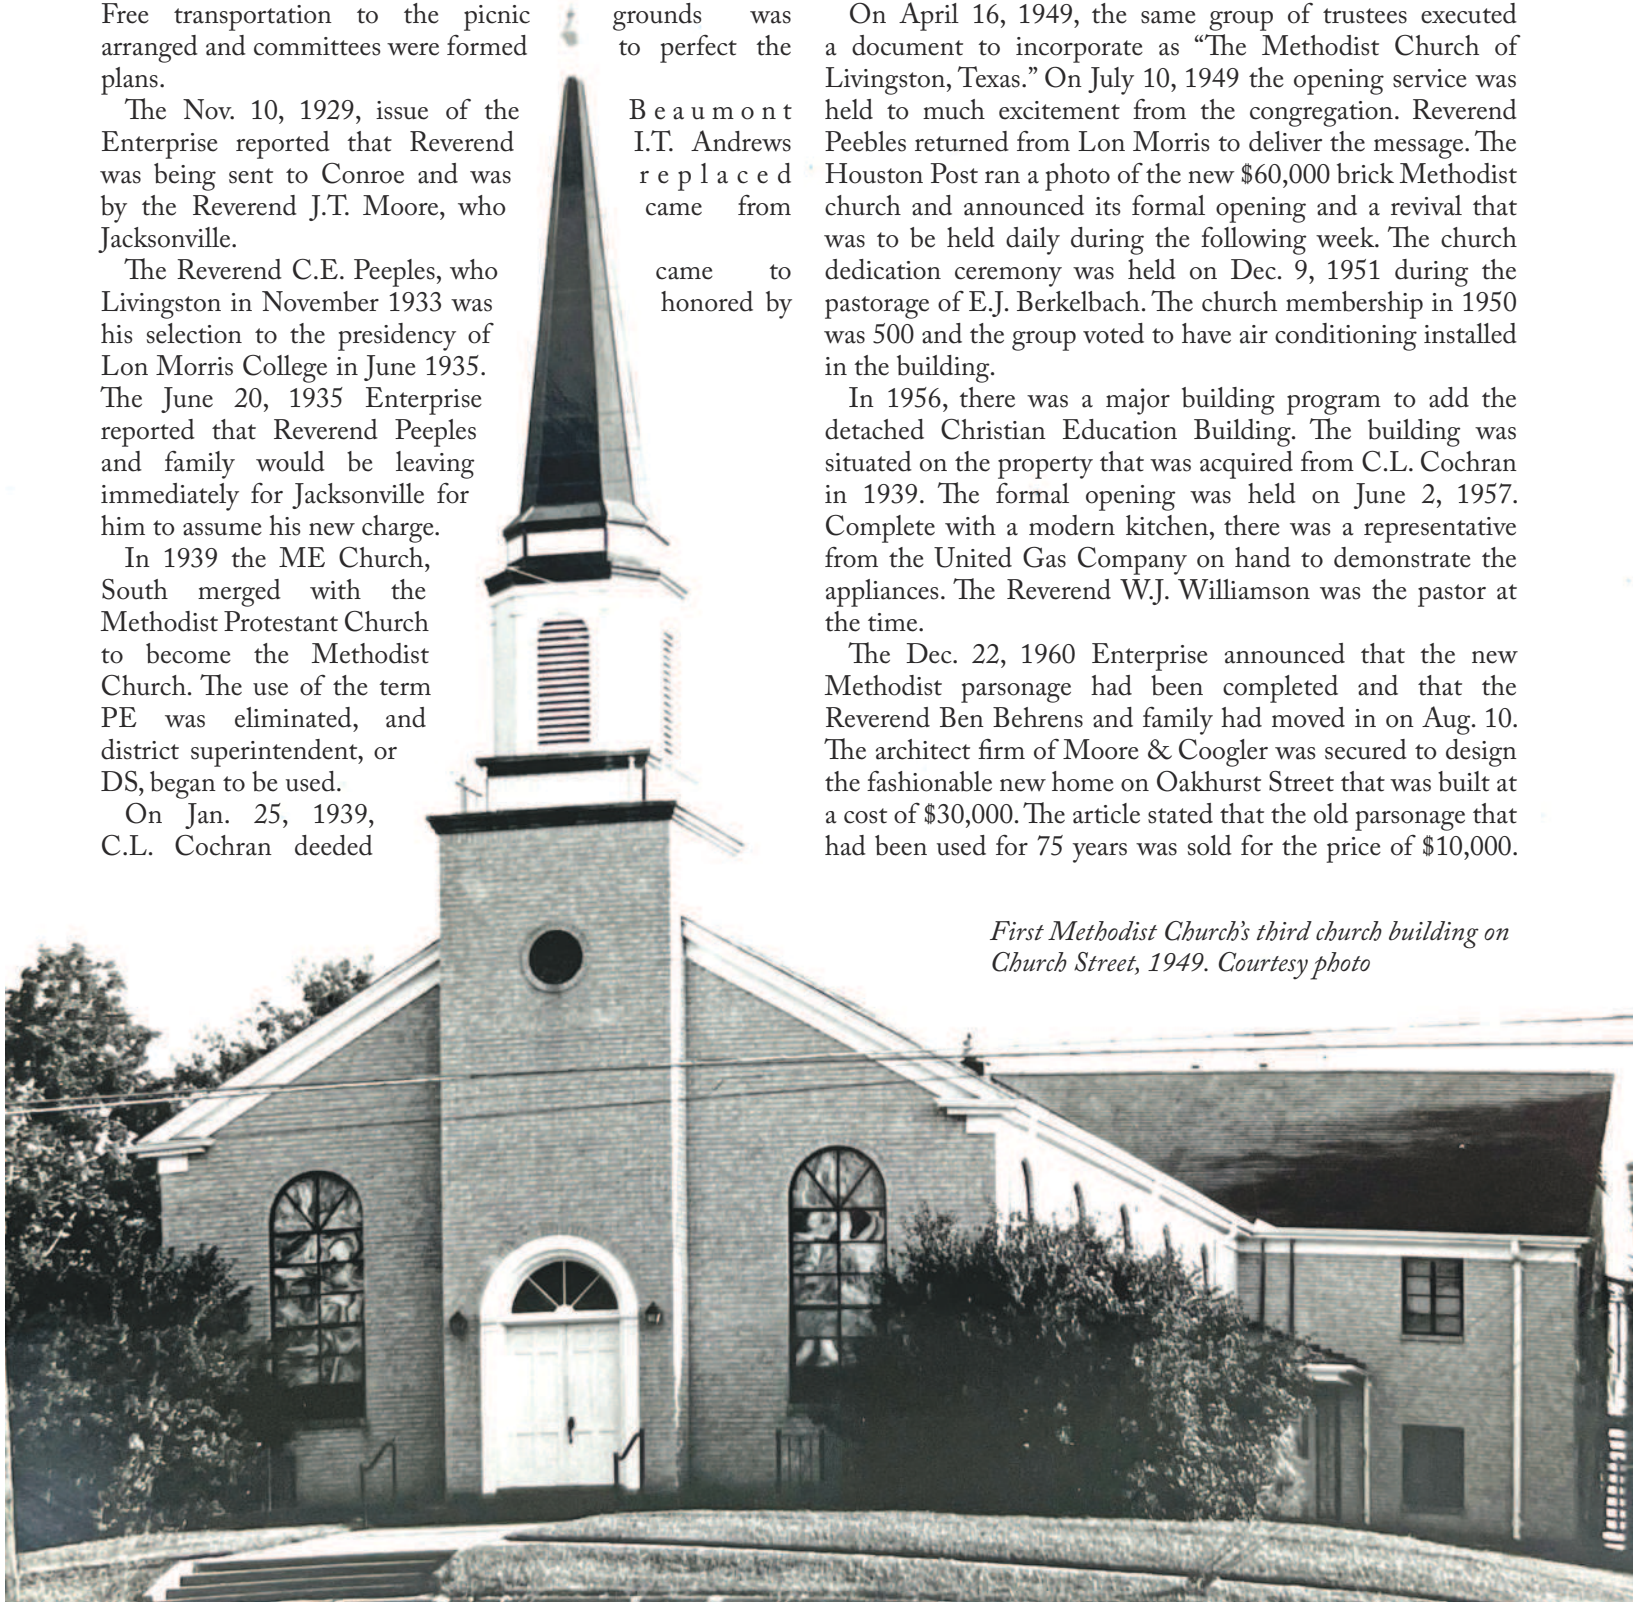 Free transportation to the picnic grounds was
arranged and committees were formed to perfect the
plans.
The Nov. 10, 1929, issue of the Beaumont
Enterprise reported that Reverend I.T. Andrews
was being sent to Conroe and was replaced
by the Reverend J.T. Moore, who came from
Jacksonville.
The Reverend C.E. Peeples, who came to
Livingston in November 1933 was honored by
his selection to the presidency of
Lon Morris College in June 1935.
The June 20, 1935 Enterprise
reported that Reverend Peeples
and family would be leaving
immediately for Jacksonville for
him to assume his new charge.
In 1939 the ME Church,
South merged with the
Methodist Protestant Church
to become the Methodist
Church. The use of the term
PE was eliminated, and
district superintendent, or
DS, began to be used.
On Jan. 25, 1939,
C.L. Cochran deeded
On April 16, 1949, the same group of trustees executed
a document to incorporate as “The Methodist Church of
Livingston, Texas.” On July 10, 1949 the opening service was
held to much excitement from the congregation. Reverend
Peebles returned from Lon Morris to deliver the message. The
Houston Post ran a photo of the new $60,000 brick Methodist
church and announced its formal opening and a revival that
was to be held daily during the following week. The church
dedication ceremony was held on Dec. 9, 1951 during the
pastorage of E.J. Berkelbach. The church membership in 1950
was 500 and the group voted to have air conditioning installed
in the building.
In 1956, there was a major building program to add the
detached Christian Education Building. The building was
situated on the property that was acquired from C.L. Cochran
in 1939. The formal opening was held on June 2, 1957.
Complete with a modern kitchen, there was a representative
from the United Gas Company on hand to demonstrate the
appliances. The Reverend W.J. Williamson was the pastor at
the time.
The Dec. 22, 1960 Enterprise announced that the new
Methodist parsonage had been completed and that the
Reverend Ben Behrens and family had moved in on Aug. 10.
The architect firm of Moore & Coogler was secured to design
the fashionable new home on Oakhurst Street that was built at
a cost of $30,000. The article stated that the old parsonage that
had been used for 75 years was sold for the price of $10,000.
First Methodist Church’s third church building on
Church Street, 1949. Courtesy photo